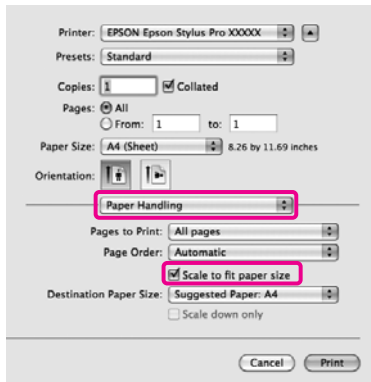 Printer: EPSON Epson Stylus Pro XXXXX
Presets: Standard
Copies: 1 Collated
Pages: All
From: 1 to: 1
Paper Size: A4 (Sheet) 8.26 by 11.69 inches
Orientation:
Paper Handling
Pages to Print: All pages
Page Order: Automatic
Scale to fit paper size
Destination Paper Size: Suggested Paper: A4
Scale down only
Cancel Print